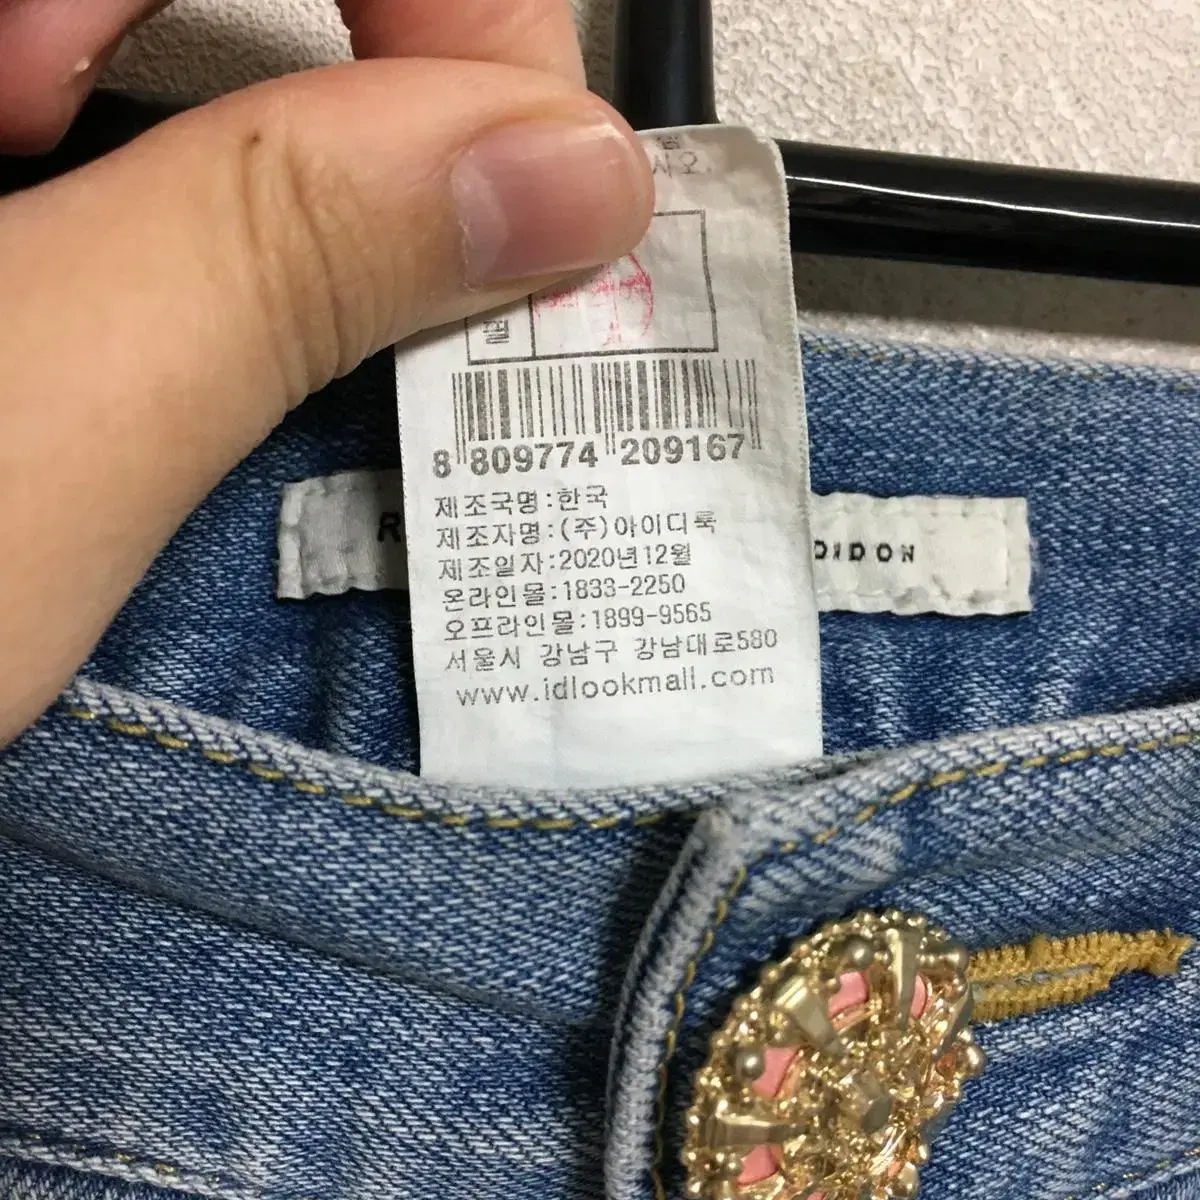 시오.
필
8 809774 209167
제조국명:한국
제조자명:(주)아이디룩
제조일자:2020년12월
온라인몰:1833-2250
오프라인몰:1899-9565
서울시 강남구 강남대로580
www.idlookmall.com
R
ONDON